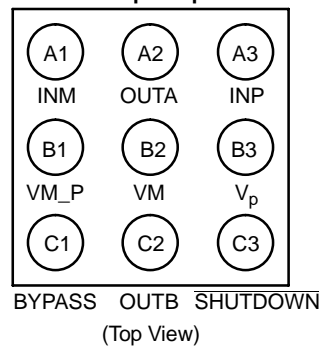 A1 A2 A3
INM OUTA INP
B1 B2 B3
VM_P VM Vp
C1 C2 C3
BYPASS OUTB SHUTDOWN
(Top View)